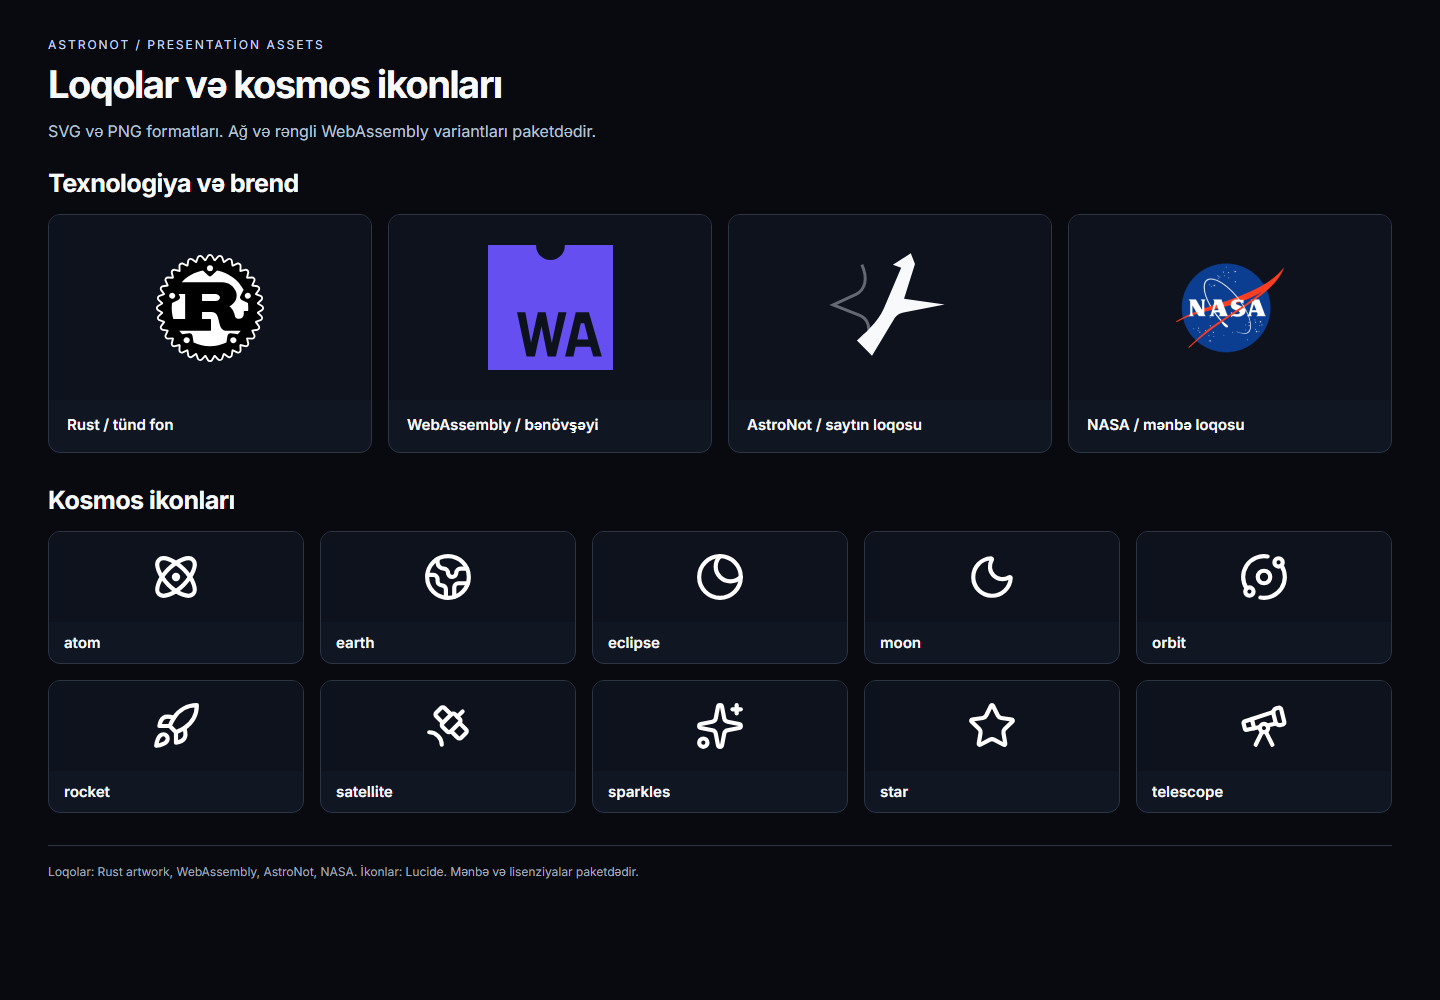 ASTRONOT / PRESENTATİON ASSETS
Loqolar və kosmos ikonları
SVG və PNG formatları. Ağ və rəngli WebAssembly variantları paketdədir.
Texnologiya və brend
R
WA
NASA
Rust / tünd fon
WebAssembly / bənövşəyi
AstroNot / saytın loqosu
NASA / mənbə loqosu
Kosmos ikonları
atom
earth
eclipse
moon
orbit
rocket
satellite
sparkles
star
telescope
Loqolar: Rust artwork, WebAssembly, AstroNot, NASA. İkonlar: Lucide. Mənbə və lisenziyalar paketdədir.